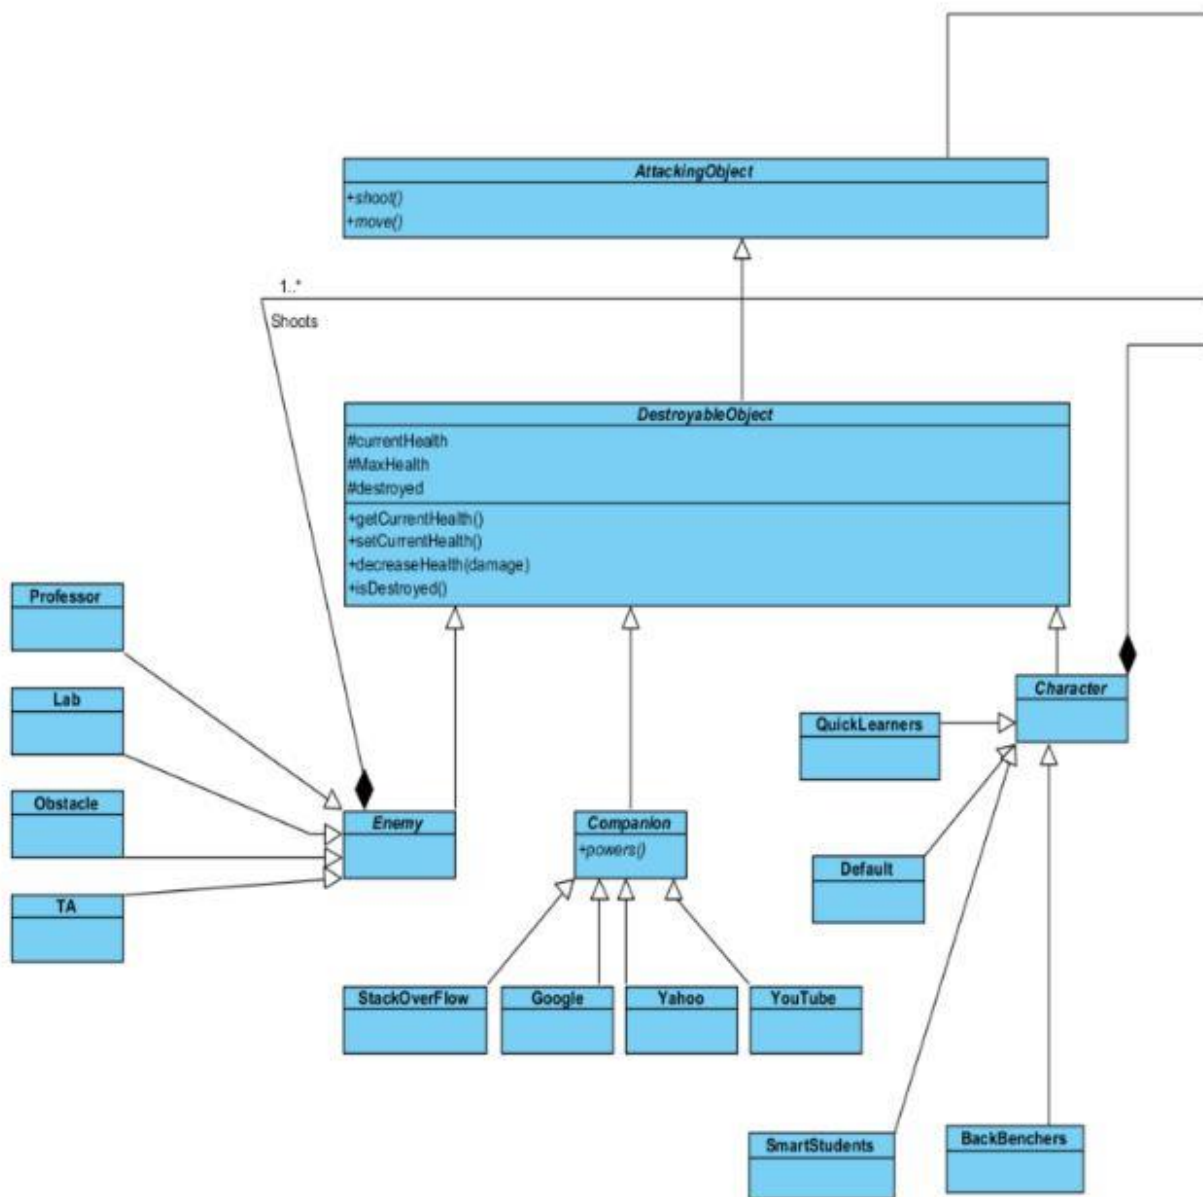 AttackingObject
+shoot()
+move()
1..*
Shoots
DestroyableObject
#currentHealth
#MaxHealth
#destroyed
+getCurrentHealth()
+setCurrentHealth()
+decreaseHealth(damage)
+isDestroyed()
Professor
Lab
Obstacle
TA
Enemy
Companion
+powers()
Character
QuickLearners
Default
StackOverFlow
Google
Yahoo
YouTube
SmartStudents
BackBenchers